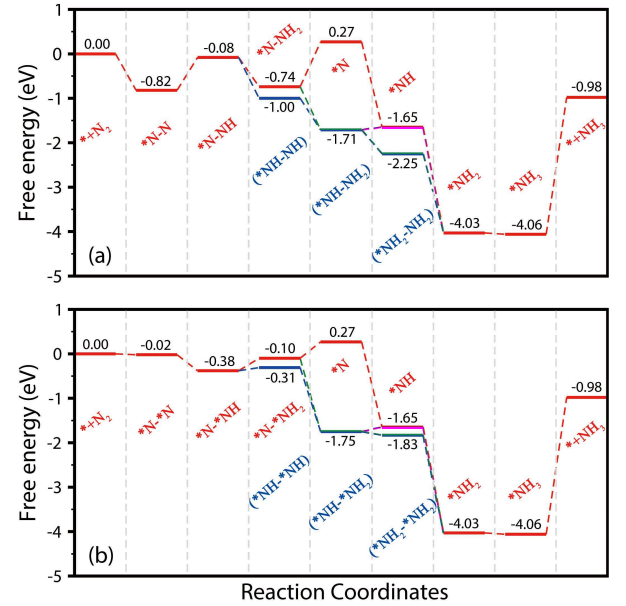 1
0
-1
-2
-3
-4
-5
Free energy (eV)
(a)
0.00
-0.82
-0.08
-0.74
-1.00
0.27
-1.71
-1.65
-2.25
-4.03
-4.06
-0.98
*+N₂
*N-N
*N-NH
*N-NH₂
(*NH-NH)
*N
(*NH-NH₂)
*NH
(*NH₂-NH₂)
*NH₂
*NH₃
*+NH₃
1
0
-1
-2
-3
-4
-5
Free energy (eV)
(b)
0.00
-0.02
-0.38
-0.10
-0.31
0.27
-1.75
-1.65
-1.83
-4.03
-4.06
-0.98
*+N₂
*N-*N
*N-*NH
*N-*NH₂
(*NH-*NH)
*N
(*NH-*NH₂)
*NH
(*NH₂-*NH₂)
*NH₂
*NH₃
*+NH₃
Reaction Coordinates